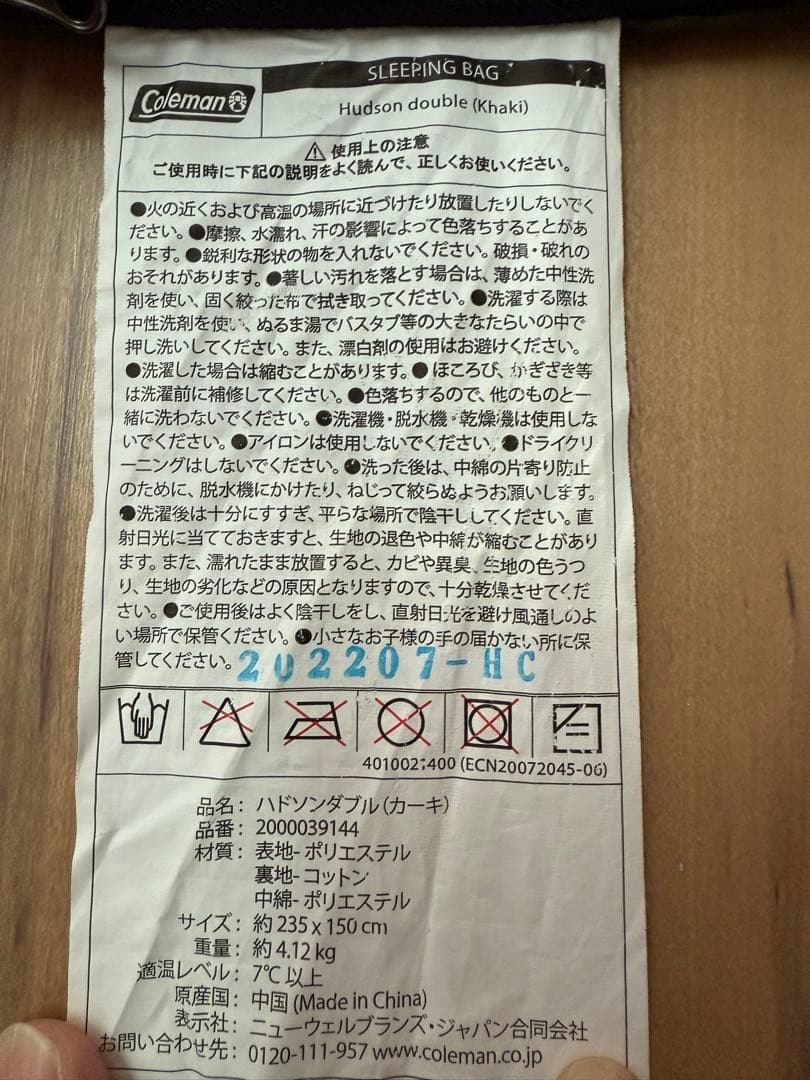 SLEEPING BAG
Coleman
Hudson double (Khaki)
⚠ 使用上の注意
ご使用時に下記の説明をよく読んで、正しくお使いください。
●火の近くおよび高温の場所に近づけたり放置したりしないでく
ださい。●摩擦、水濡れ、汗の影響によって色落ちすることがあ
ります。●鋭利な形状の物を入れないでください。破損・破れの
おそれがあります。●著しい汚れを落とす場合は、薄めた中性洗
剤を使い、固く絞った布で拭き取ってください。●洗濯する際は
中性洗剤を使い、ぬるま湯でバスタブ等の大きなたらいの中で
押し洗いしてください。また、漂白剤の使用はお避けください。
●洗濯した場合は縮むことがあります。●ほころび、かぎざき等
は洗濯前に補修してください。●色落ちするので、他のものと一
緒に洗わないでください。●洗濯機・脱水機・乾燥機は使用しな
いでください。●アイロンは使用しないでください。●ドライクリ
ーニングはしないでください。●洗った後は、中綿の片寄り防止
のために、脱水機にかけたり、ねじって絞らぬようお願いします。
●洗濯後は十分にすすぎ、平らな場所で陰干ししてください。直
射日光に当てておきますと、生地の退色や中綿が縮むことがあり
ます。また、濡れたまま放置すると、カビや異臭、生地の色うつ
り、生地の劣化などの原因となりますので、十分乾燥させてくだ
さい。●ご使用後はよく陰干しをし、直射日光を避け風通しのよ
い場所で保管ください。●小さなお子様の手の届かない所に保
管してください。202207-HC
4010021400 (ECN20072045-06)
品名：ハドソンダブル（カーキ）
品番：2000039144
材質：表地-ポリエステル
裏地-コットン
中綿-ポリエステル
サイズ：約 235 x 150 cm
重量：約 4.12 kg
適温レベル：7℃ 以上
原産国：中国 (Made in China)
表示社：ニューウェルブランズ・ジャパン合同会社
お問い合わせ先：0120-111-957 www.coleman.co.jp